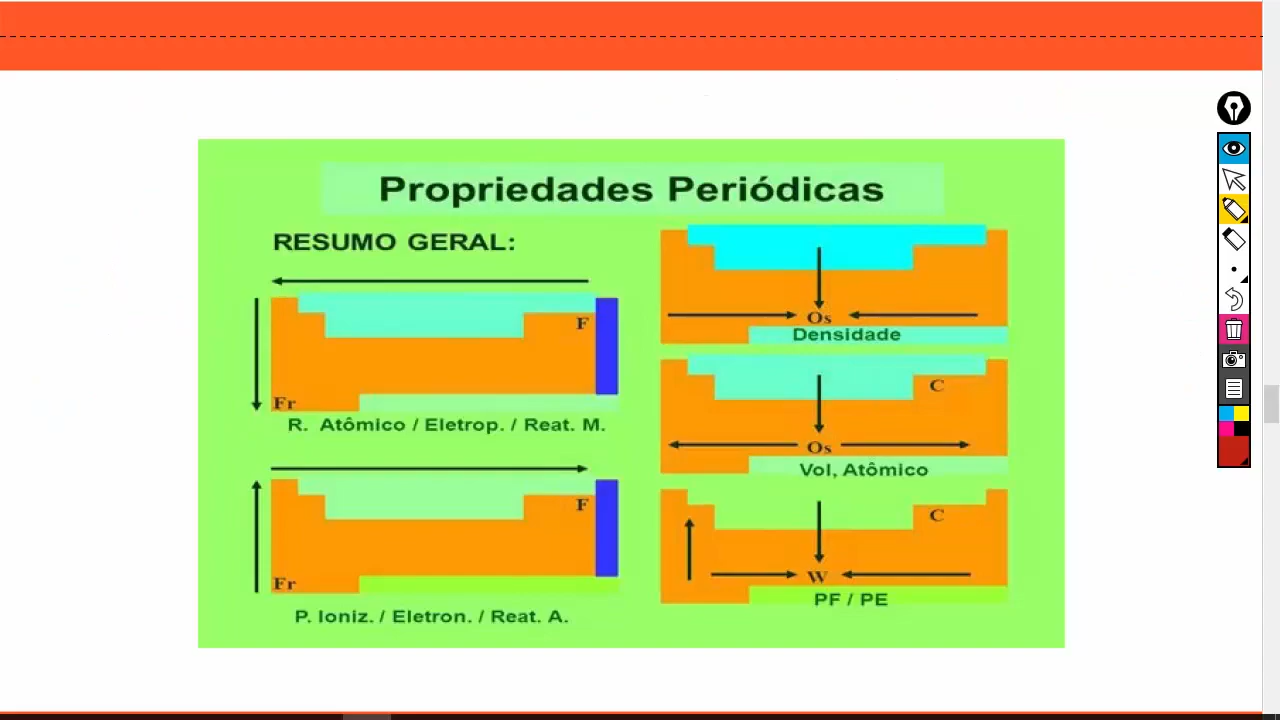 Propriedades Periódicas
RESUMO GERAL:
F
Fr
R. Atômico / Eletrop. / Reat. M.
F
Fr
P. Ioniz. / Eletron. / Reat. A.
Os
Densidade
C
Os
Vol, Atômico
C
W
PF / PE